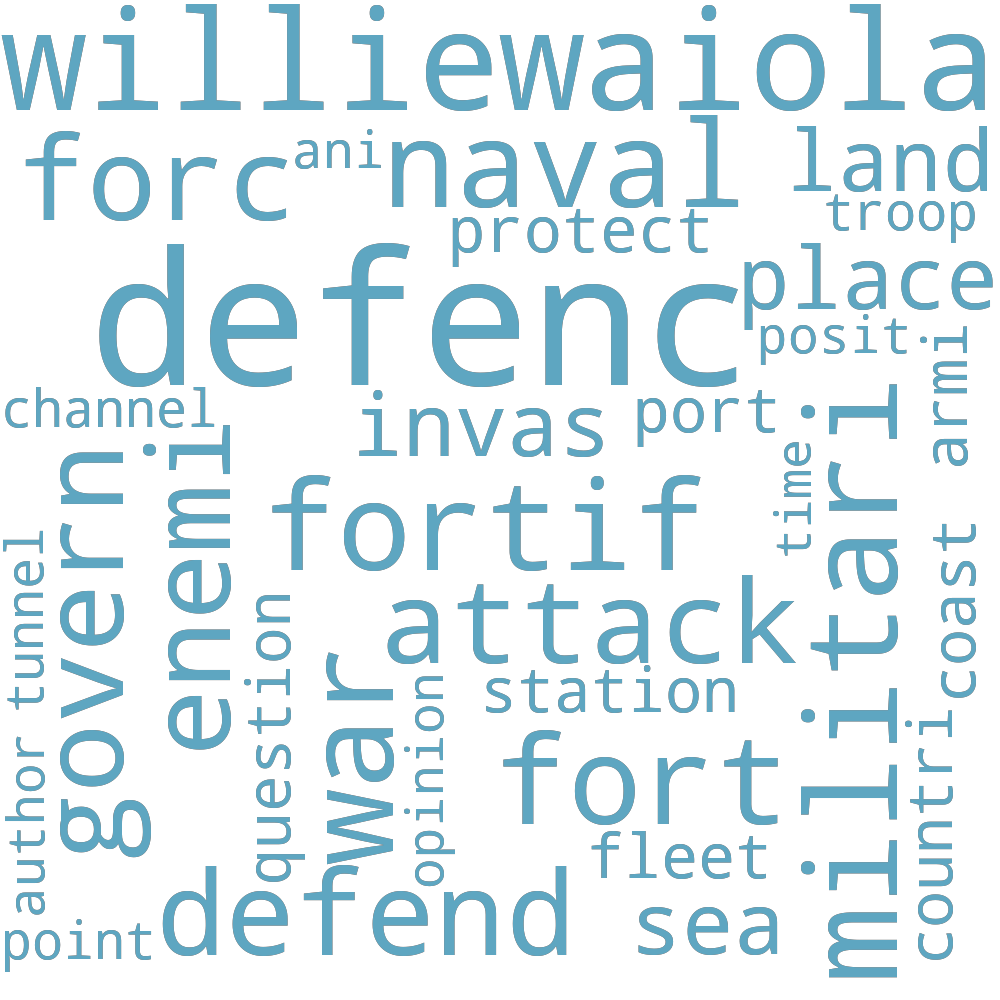 williewaiola
forc
ani
naval
land
troop
protect
defenc
place
posit
armi
channel
invas
port
militari
time
govern
enemi
fortif
coast
tunnel
attack
question
war
station
opinion
author
fort
countri
fleet
defend
sea
point